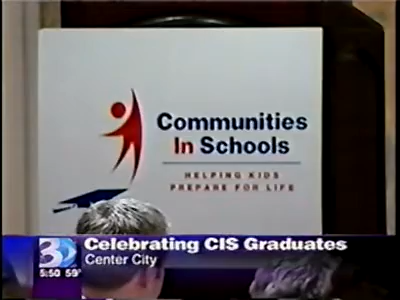 Communities
In Schools
HELPING KIDS
PREPARE FOR LIFE
3
Celebrating CIS Graduates
5:50 59°
Center City